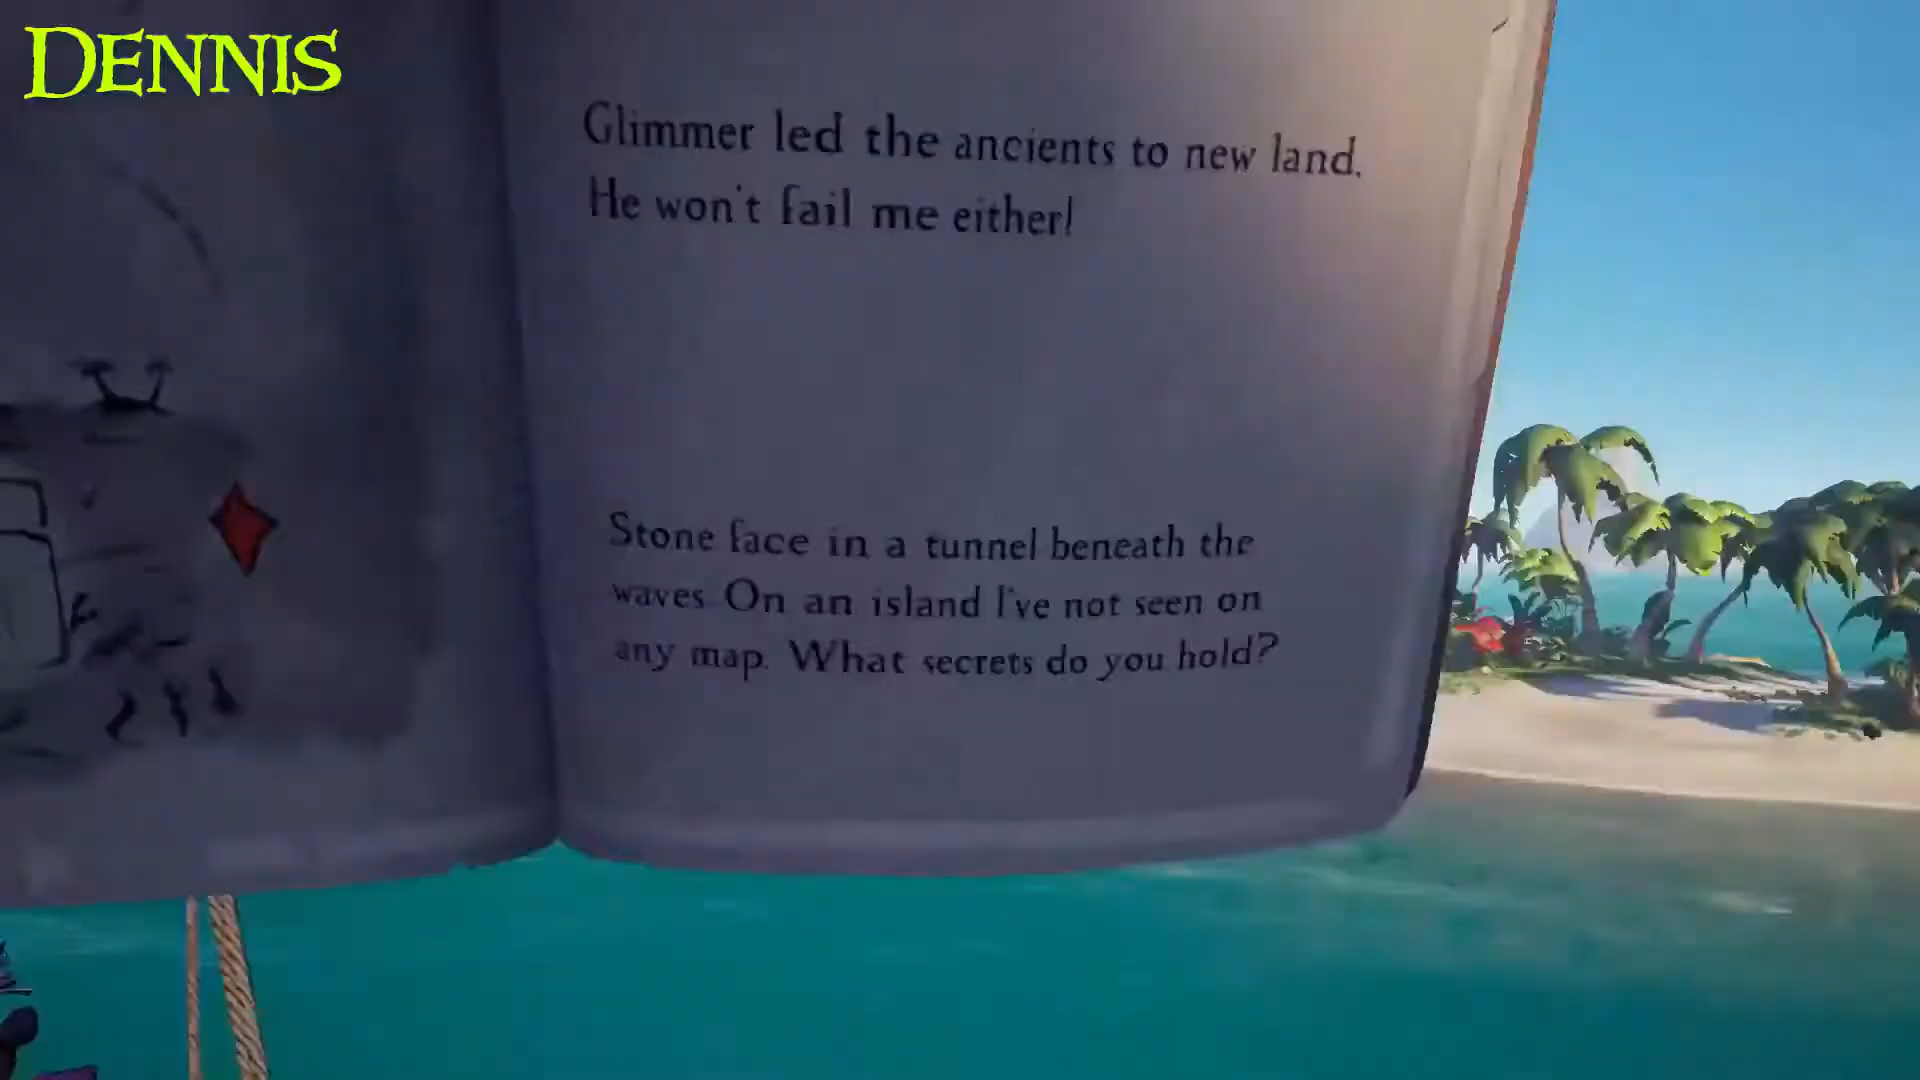 DENNIS
Glimmer led the ancients to new land.
He won't fail me either!
Stone face in a tunnel beneath the
waves. On an island I've not seen on
any map. What secrets do you hold?